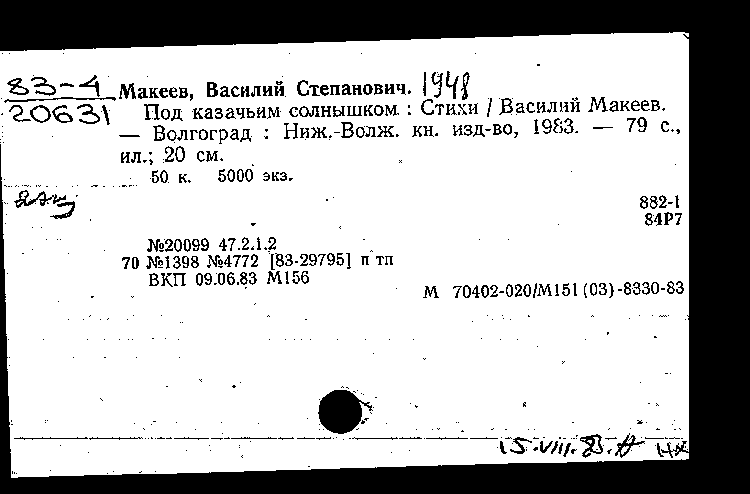 83-4
20631
Макеев, Василий Степанович. 1948
Под казачьим солнышком : Стихи / Василий Макеев.
— Волгоград : Ниж.-Волж. кн. изд-во, 1983. — 79 с.,
ил.; 20 см.
50 к. 5000 экз.
882-1
84Р7
№20099 47.2.1.2
70 №1398 №4772 [83-29795] п тп
ВКП 09.06.83 М156
М 70402-020/М151(03)-8330-83
15.VIII.83.